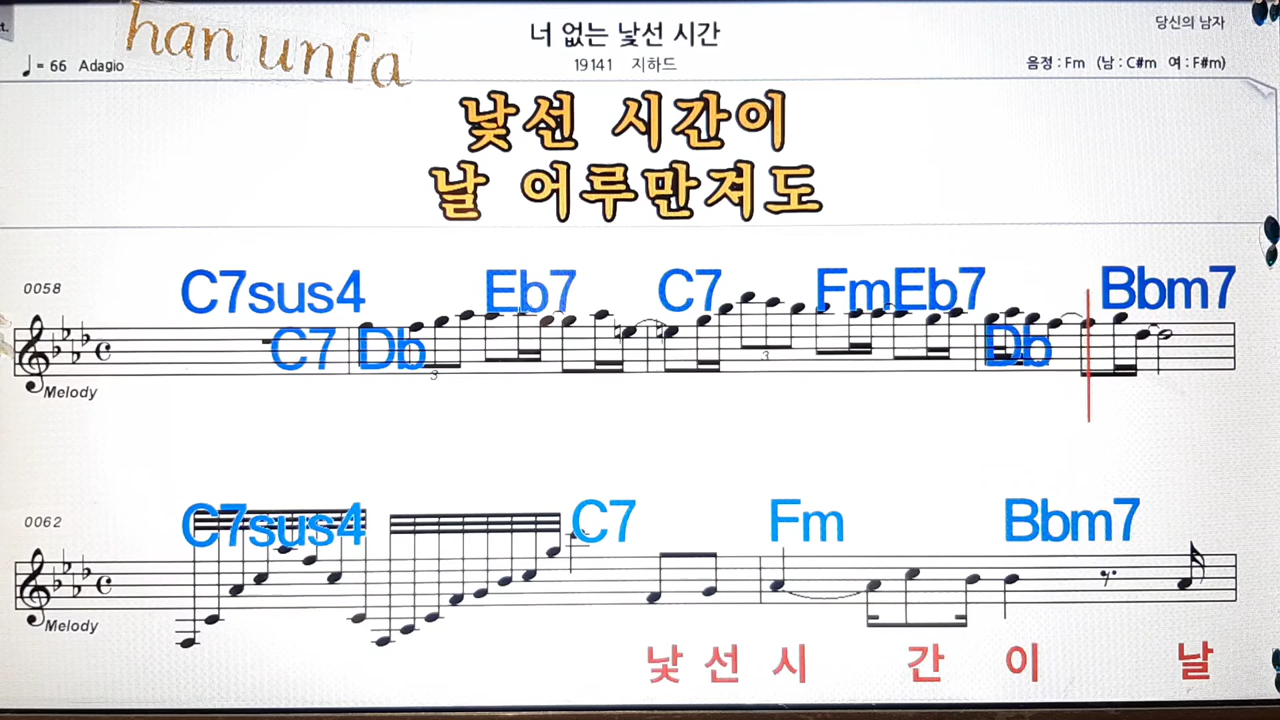 t.
han unfa
너 없는 낯선 시간
당신의 남자
♩= 66 Adagio
19141 지하드
음정 : Fm (남 : C#m 여 : F#m)
낯선 시간이
날 어루만져도
0058
C7sus4 Eb7 C7 FmEb7 Bbm7
C7 Db Db
3 3
Melody
0062
C7sus4 C7 Fm Bbm7
Melody
낯 선 시 간 이 날